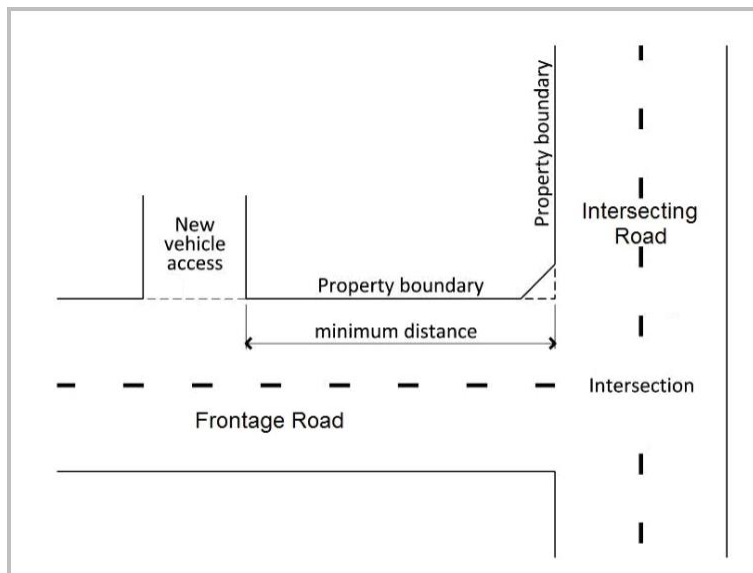 Property boundary
New
vehicle
access
Intersecting
Road
Property boundary
minimum distance
Intersection
Frontage Road